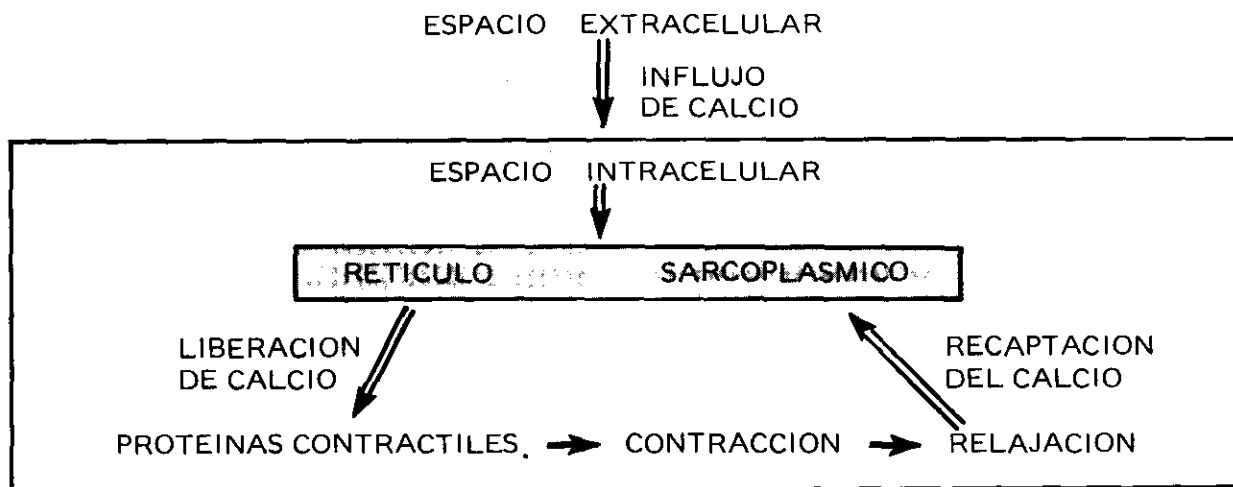 ESPACIO EXTRACELULAR
INFLUJO
DE CALCIO
ESPACIO INTRACELULAR
RETICULO SARCOPLASMICO
LIBERACION
DE CALCIO
RECAPTACION
DEL CALCIO
PROTEINAS CONTRACTILES. CONTRACCION RELAJACION